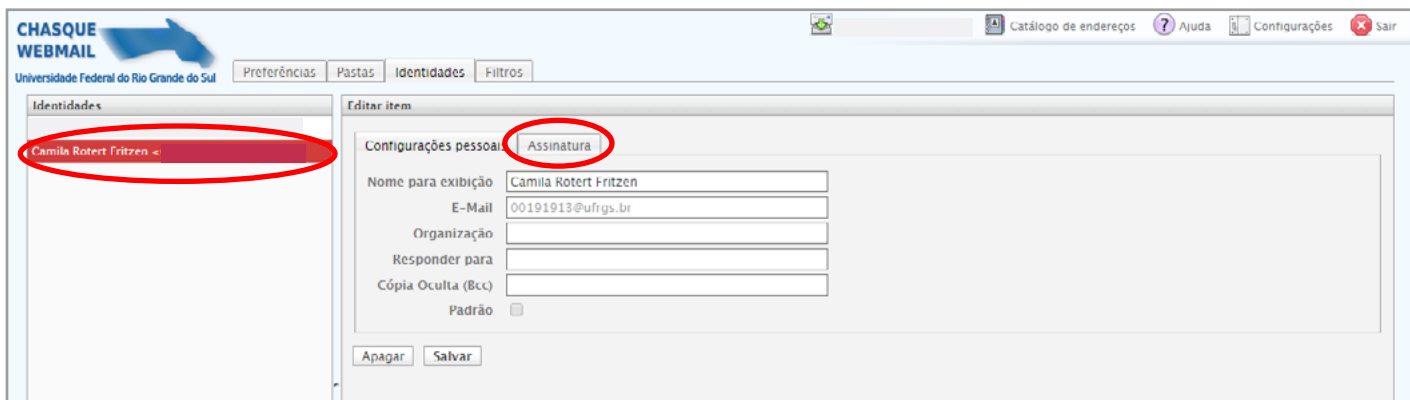 CHASQUE
WEBMAIL
Universidade Federal do Rio Grande do Sul
Catálogo de endereços Ajuda Configurações Sair
Preferências Pastas Identidades Filtros
Identidades
Editar item
Camila Rotert Fritzen <
Configurações pessoais Assinatura
Nome para exibição Camila Rotert Fritzen
E-Mail 00191913@ufrgs.br
Organização
Responder para
Cópia Oculta (Bcc)
Padrão
Apagar Salvar